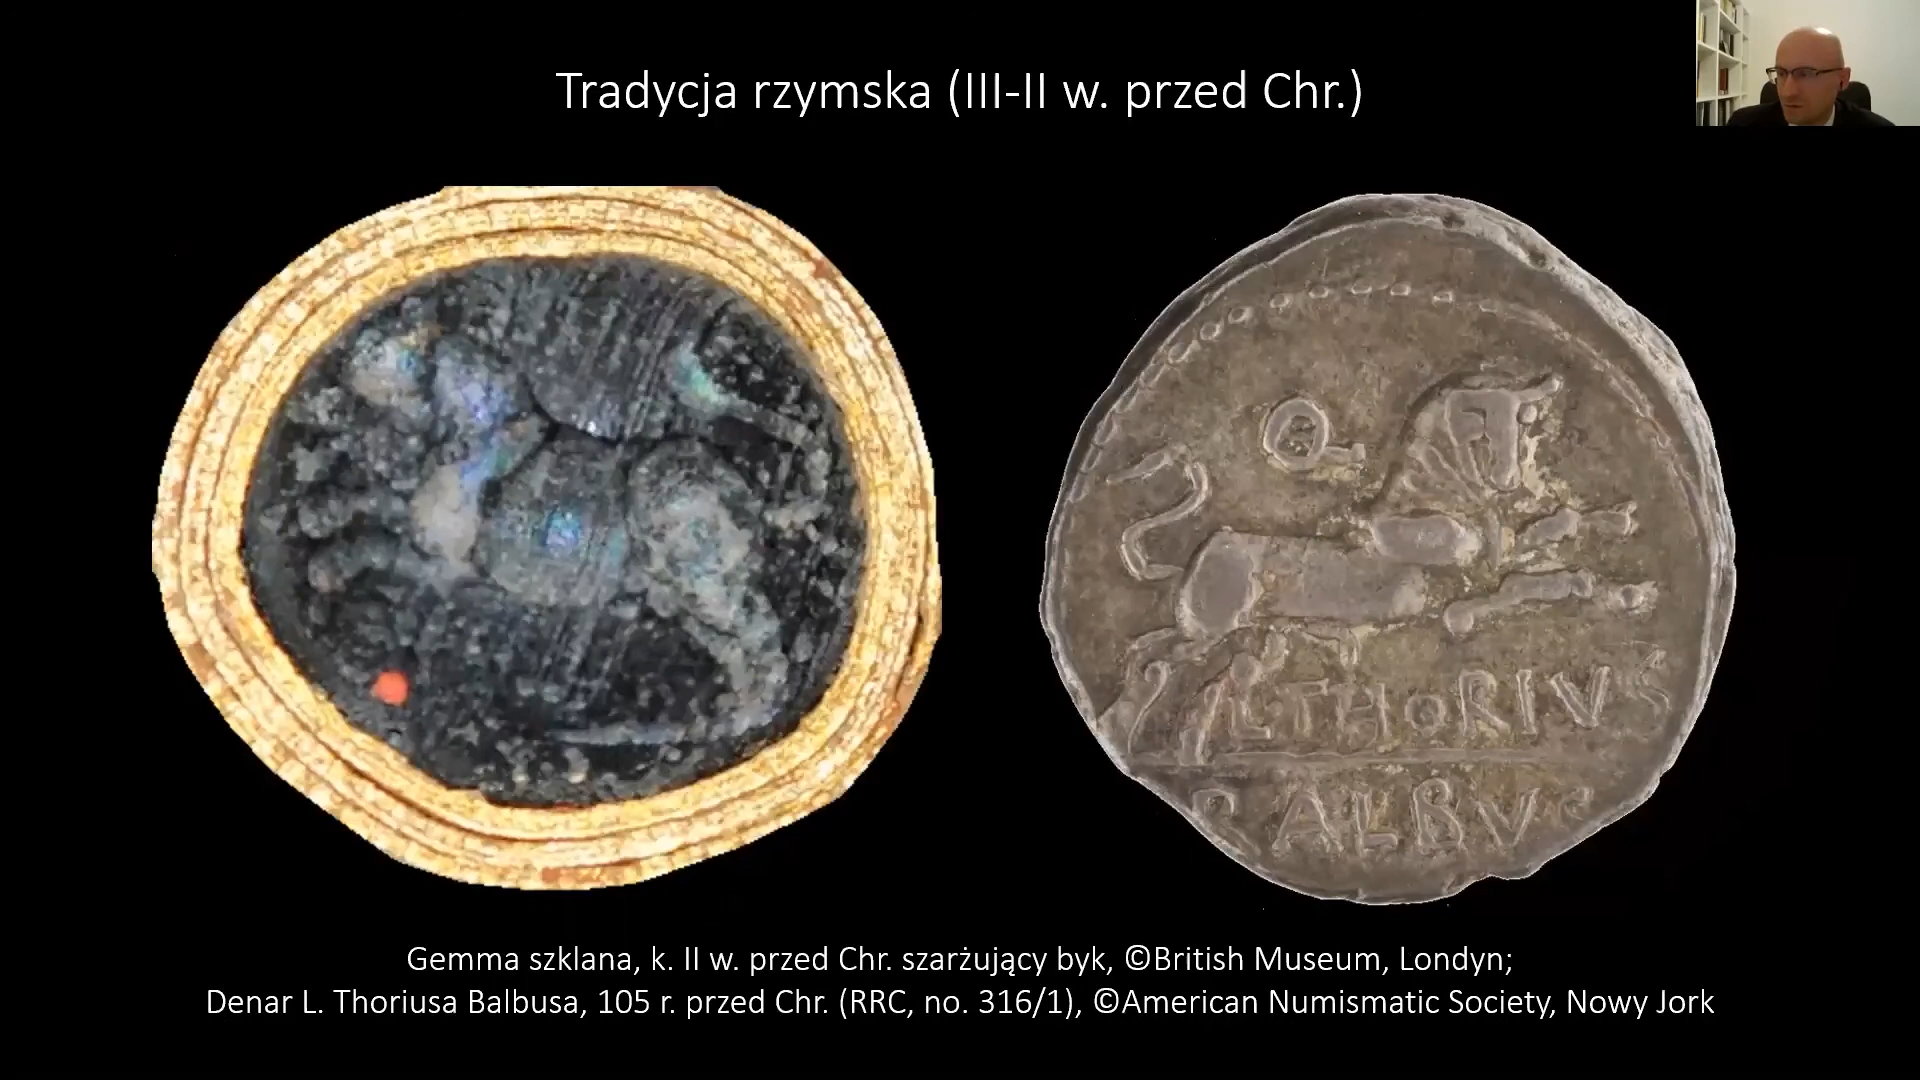 Tradycja rzymska (III-II w. przed Chr.)
Q
L THORIVS
BALBVS
Gemma szklana, k. II w. przed Chr. szarżujący byk, ©British Museum, Londyn;
Denar L. Thoriusa Balbusa, 105 r. przed Chr. (RRC, no. 316/1), ©American Numismatic Society, Nowy Jork